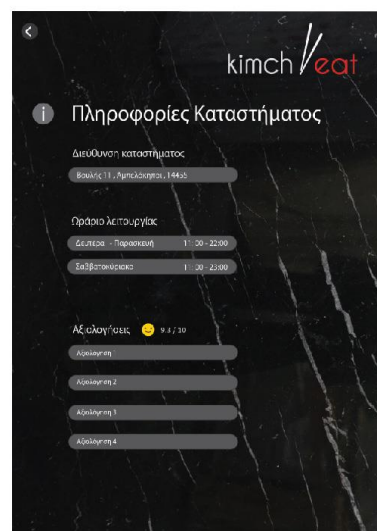 kimch eat
Πληροφορίες Καταστήματος
Διεύθυνση καταστήματος
Βουλής 11 , Αμπελόκηποι , 14455
Ωράριο λειτουργίας
Δευτέρα - Παρασκευή 11:00 - 22:00
Σαββατοκύριακο 11:00 - 23:00
Αξιολογήσεις 9.3 / 10
Αξιολόγηση 1
Αξιολόγηση 2
Αξιολόγηση 3
Αξιολόγηση 4